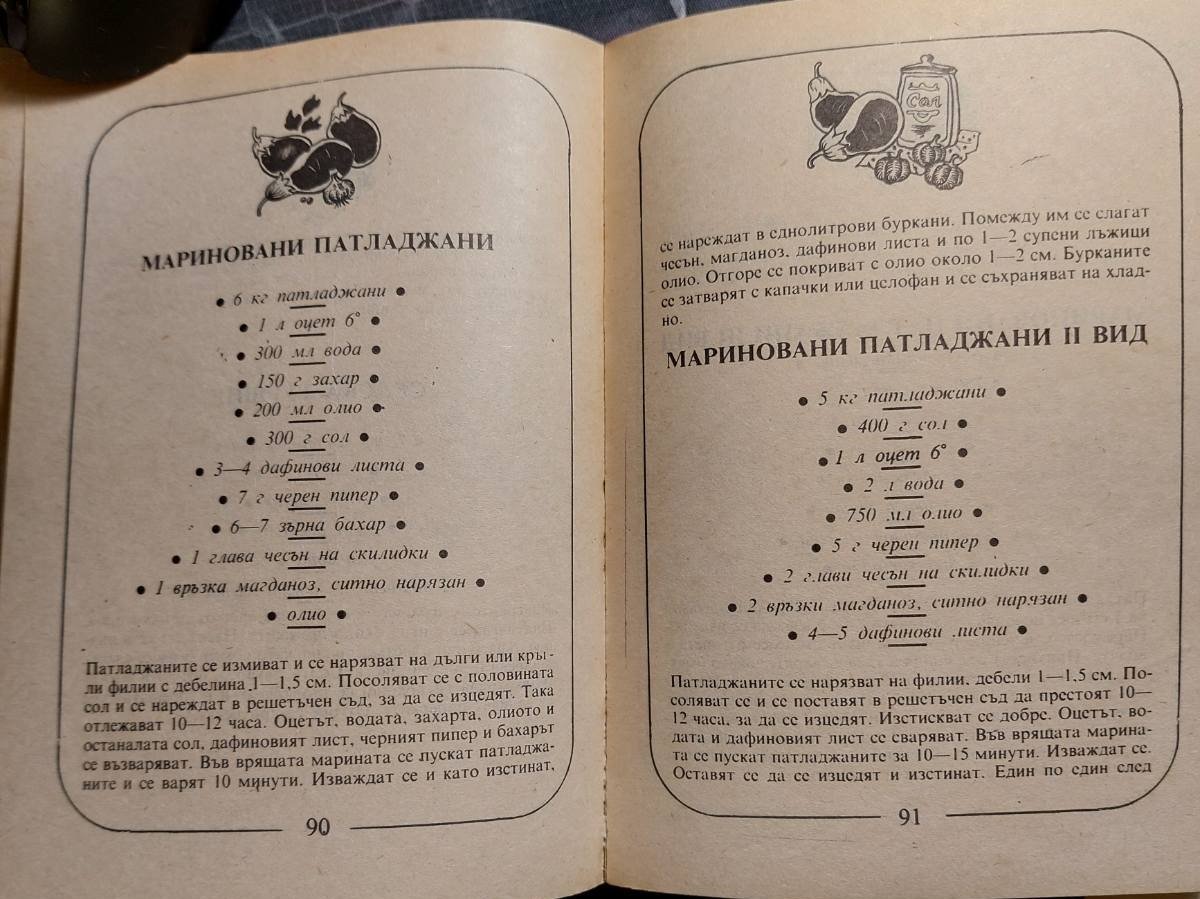 МАРИНОВАНИ ПАТЛАДЖАНИ
• 6 кг патладжани •
• 1 л оцет 6° •
• 300 мл вода •
• 150 г захар •
• 200 мл олио •
• 300 г сол •
• 3—4 дафинови листа •
• 7 г черен пипер •
• 6—7 зърна бахар •
• 1 глава чесън на скилидки •
• 1 връзка магданоз, ситно нарязан •
• олио •
Патладжаните се измиват и се нарязват на дълги или кръг-
ли филии с дебелина 1—1,5 см. Посоляват се с половината
сол и се нареждат в решетъчен съд, за да се изцедят. Така
отлежават 10—12 часа. Оцетът, водата, захарта, олиото и
останалата сол, дафиновият лист, черният пипер и бахарът
се възваряват. Във врящата марината се пускат патладжа-
ните и се варят 10 минути. Изваждат се и като изстинат,
90
Сол
се нареждат в еднолитрови буркани. Помежду им се слагат
чесън, магданоз, дафинови листа и по 1—2 супени лъжици
олио. Отгоре се покриват с олио около 1—2 см. Бурканите
се затварят с капачки или целофан и се съхраняват на хлад-
но.
МАРИНОВАНИ ПАТЛАДЖАНИ II ВИД
• 5 кг патладжани •
• 400 г сол •
• 1 л оцет 6° •
• 2 л вода •
• 750 мл олио •
• 5 г черен пипер •
• 2 глави чесън на скилидки •
• 2 връзки магданоз, ситно нарязан •
• 4—5 дафинови листа •
Патладжаните се нарязват на филии, дебели 1—1,5 см. По-
соляват се и се поставят в решетъчен съд да престоят 10—
12 часа, за да се изцедят. Изстискват се добре. Оцетът, во-
дата и дафиновият лист се сваряват. Във врящата марина-
та се пускат патладжаните за 10—15 минути. Изваждат се.
Оставят се да се изцедят и изстинат. Един по един след
91